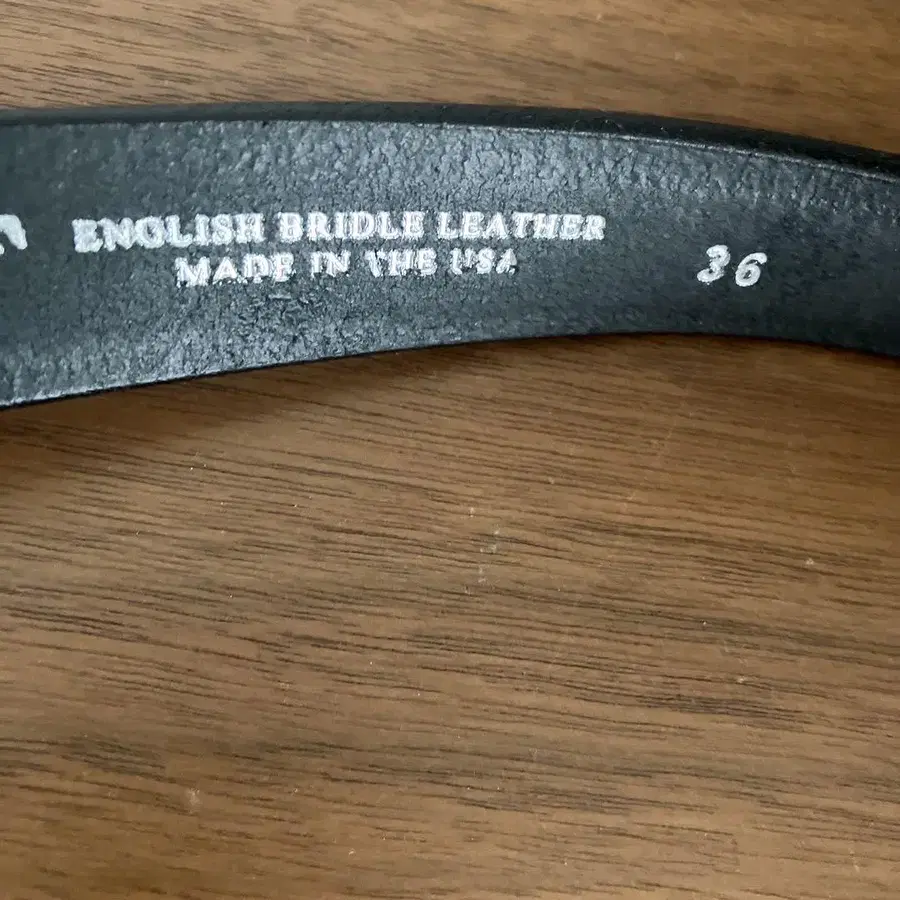 ENGLISH BRIDLE LEATHER
MADE IN THE USA
36